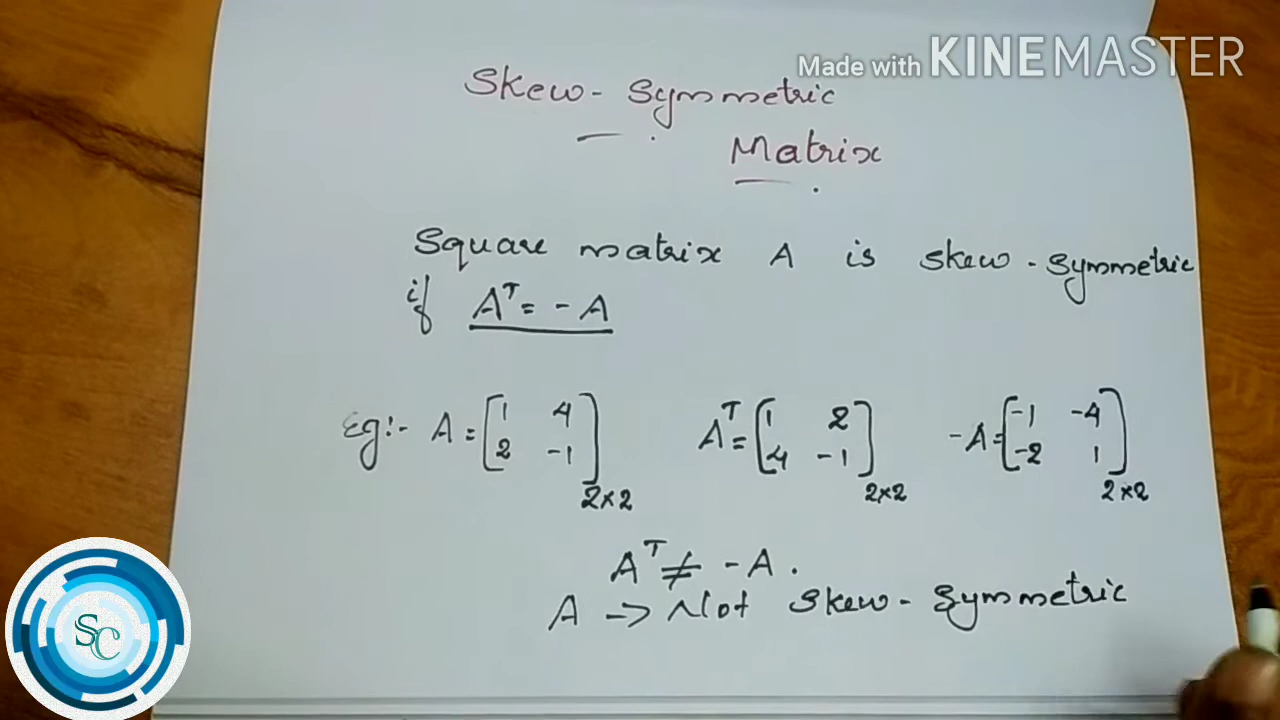 Made with KINEMASTER
Skew-Symmetric
Matrix
Square matrix A is skew-symmetric
if Aᵀ = -A
Eg:- A = [1 4; 2 -1] 2×2 Aᵀ = [1 2; 4 -1] 2×2 -A = [-1 -4; -2 1] 2×2
Aᵀ ≠ -A.
A → Not skew-symmetric
SC